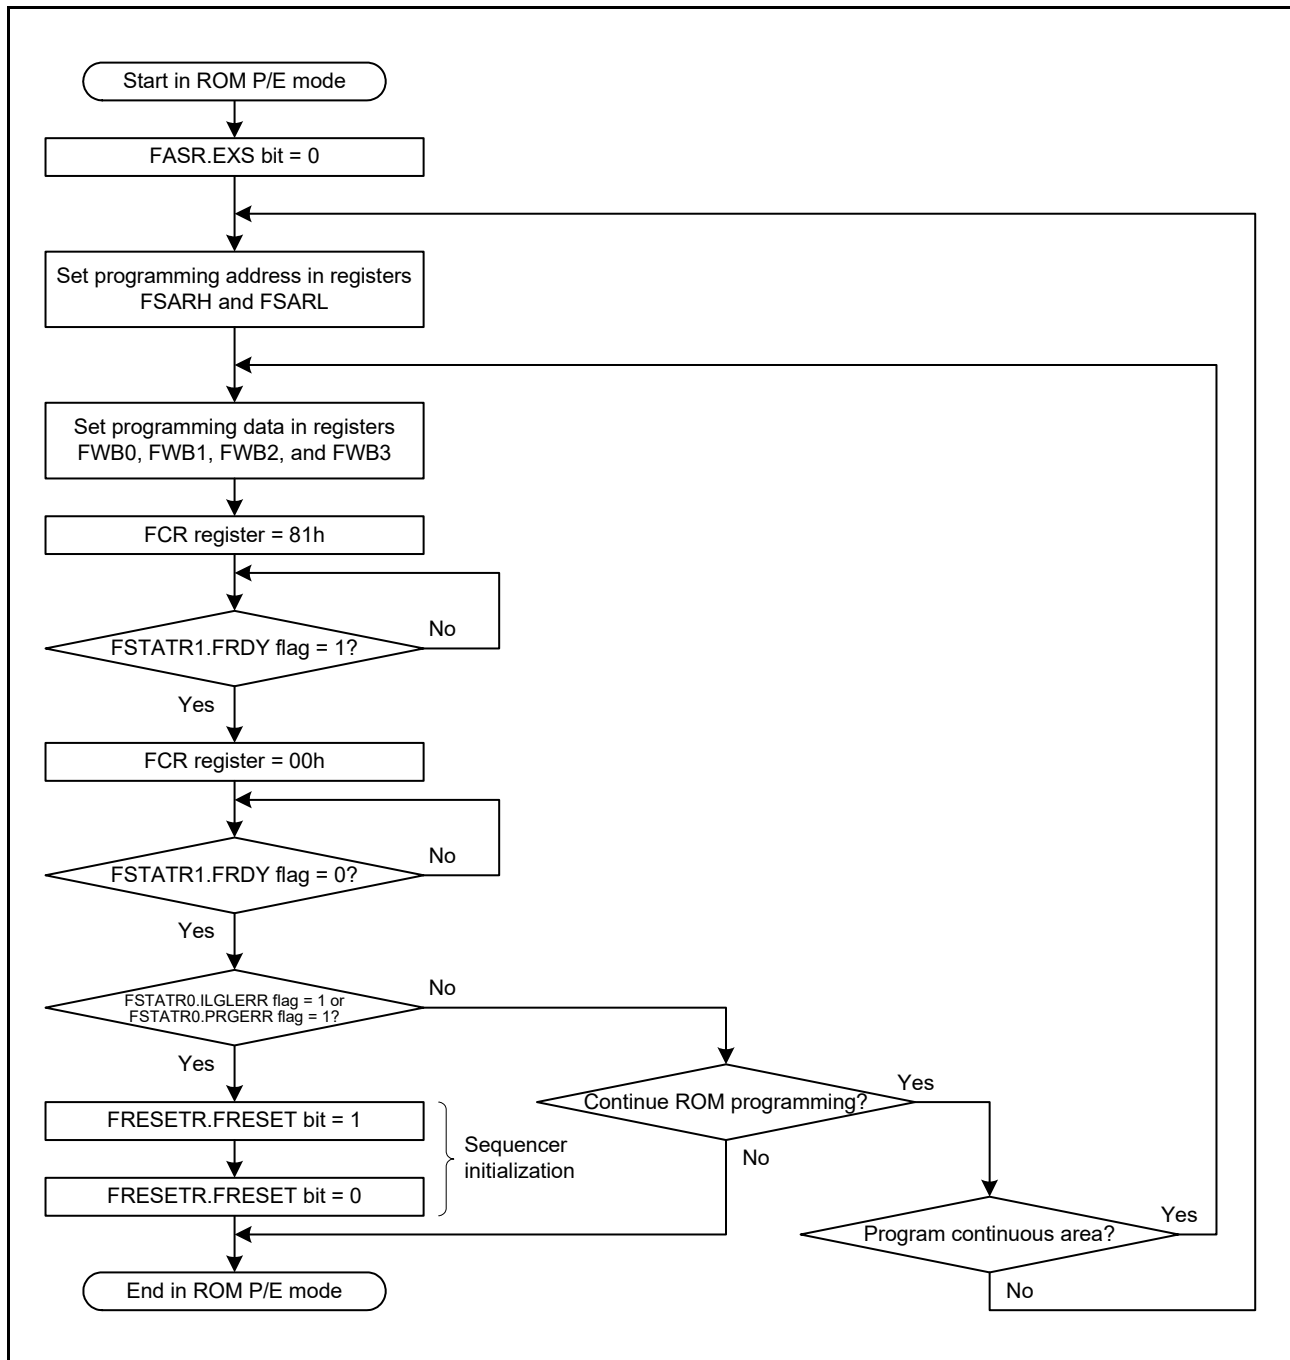 Start in ROM P/E mode
FASR.EXS bit = 0
Set programming address in registers
FSARH and FSARL
Set programming data in registers
FWB0, FWB1, FWB2, and FWB3
FCR register = 81h
FSTATR1.FRDY flag = 1?
No
Yes
FCR register = 00h
FSTATR1.FRDY flag = 0?
No
Yes
FSTATR0.ILGLERR flag = 1 or
FSTATR0.PRGERR flag = 1?
No
Yes
FRESETR.FRESET bit = 1
FRESETR.FRESET bit = 0
Sequencer
initialization
Continue ROM programming?
Yes
No
Program continuous area?
Yes
No
End in ROM P/E mode